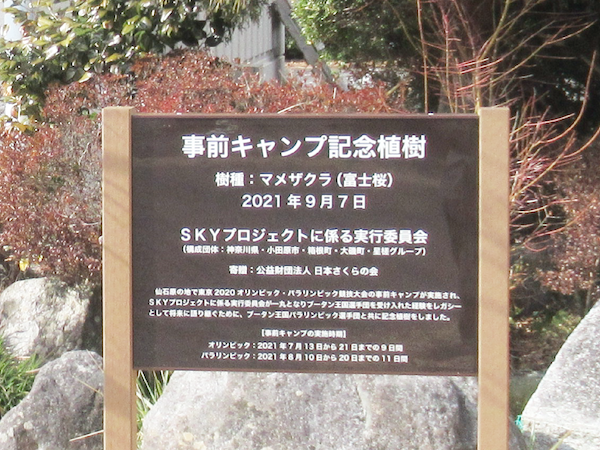 事前キャンプ記念植樹
樹種：マメザクラ（富士桜）
2021年9月7日
SKYプロジェクトに係る実行委員会
（構成団体：神奈川県・小田原市・箱根町・大磯町・星槎グループ）
寄贈：公益財団法人 日本さくらの会
仙石原の地で東京2020オリンピック・パラリンピック競技大会の事前キャンプが実施され、
SKYプロジェクトに係る実行委員会が一丸となりブータン王国選手団を受け入れた経験をレガシー
として将来に語り継ぐために、ブータン王国パラリンピック選手団と共に記念植樹をしました。
【事前キャンプの実施時期】
オリンピック：2021年7月13日から21日までの9日間
パラリンピック：2021年8月10日から20日までの11日間